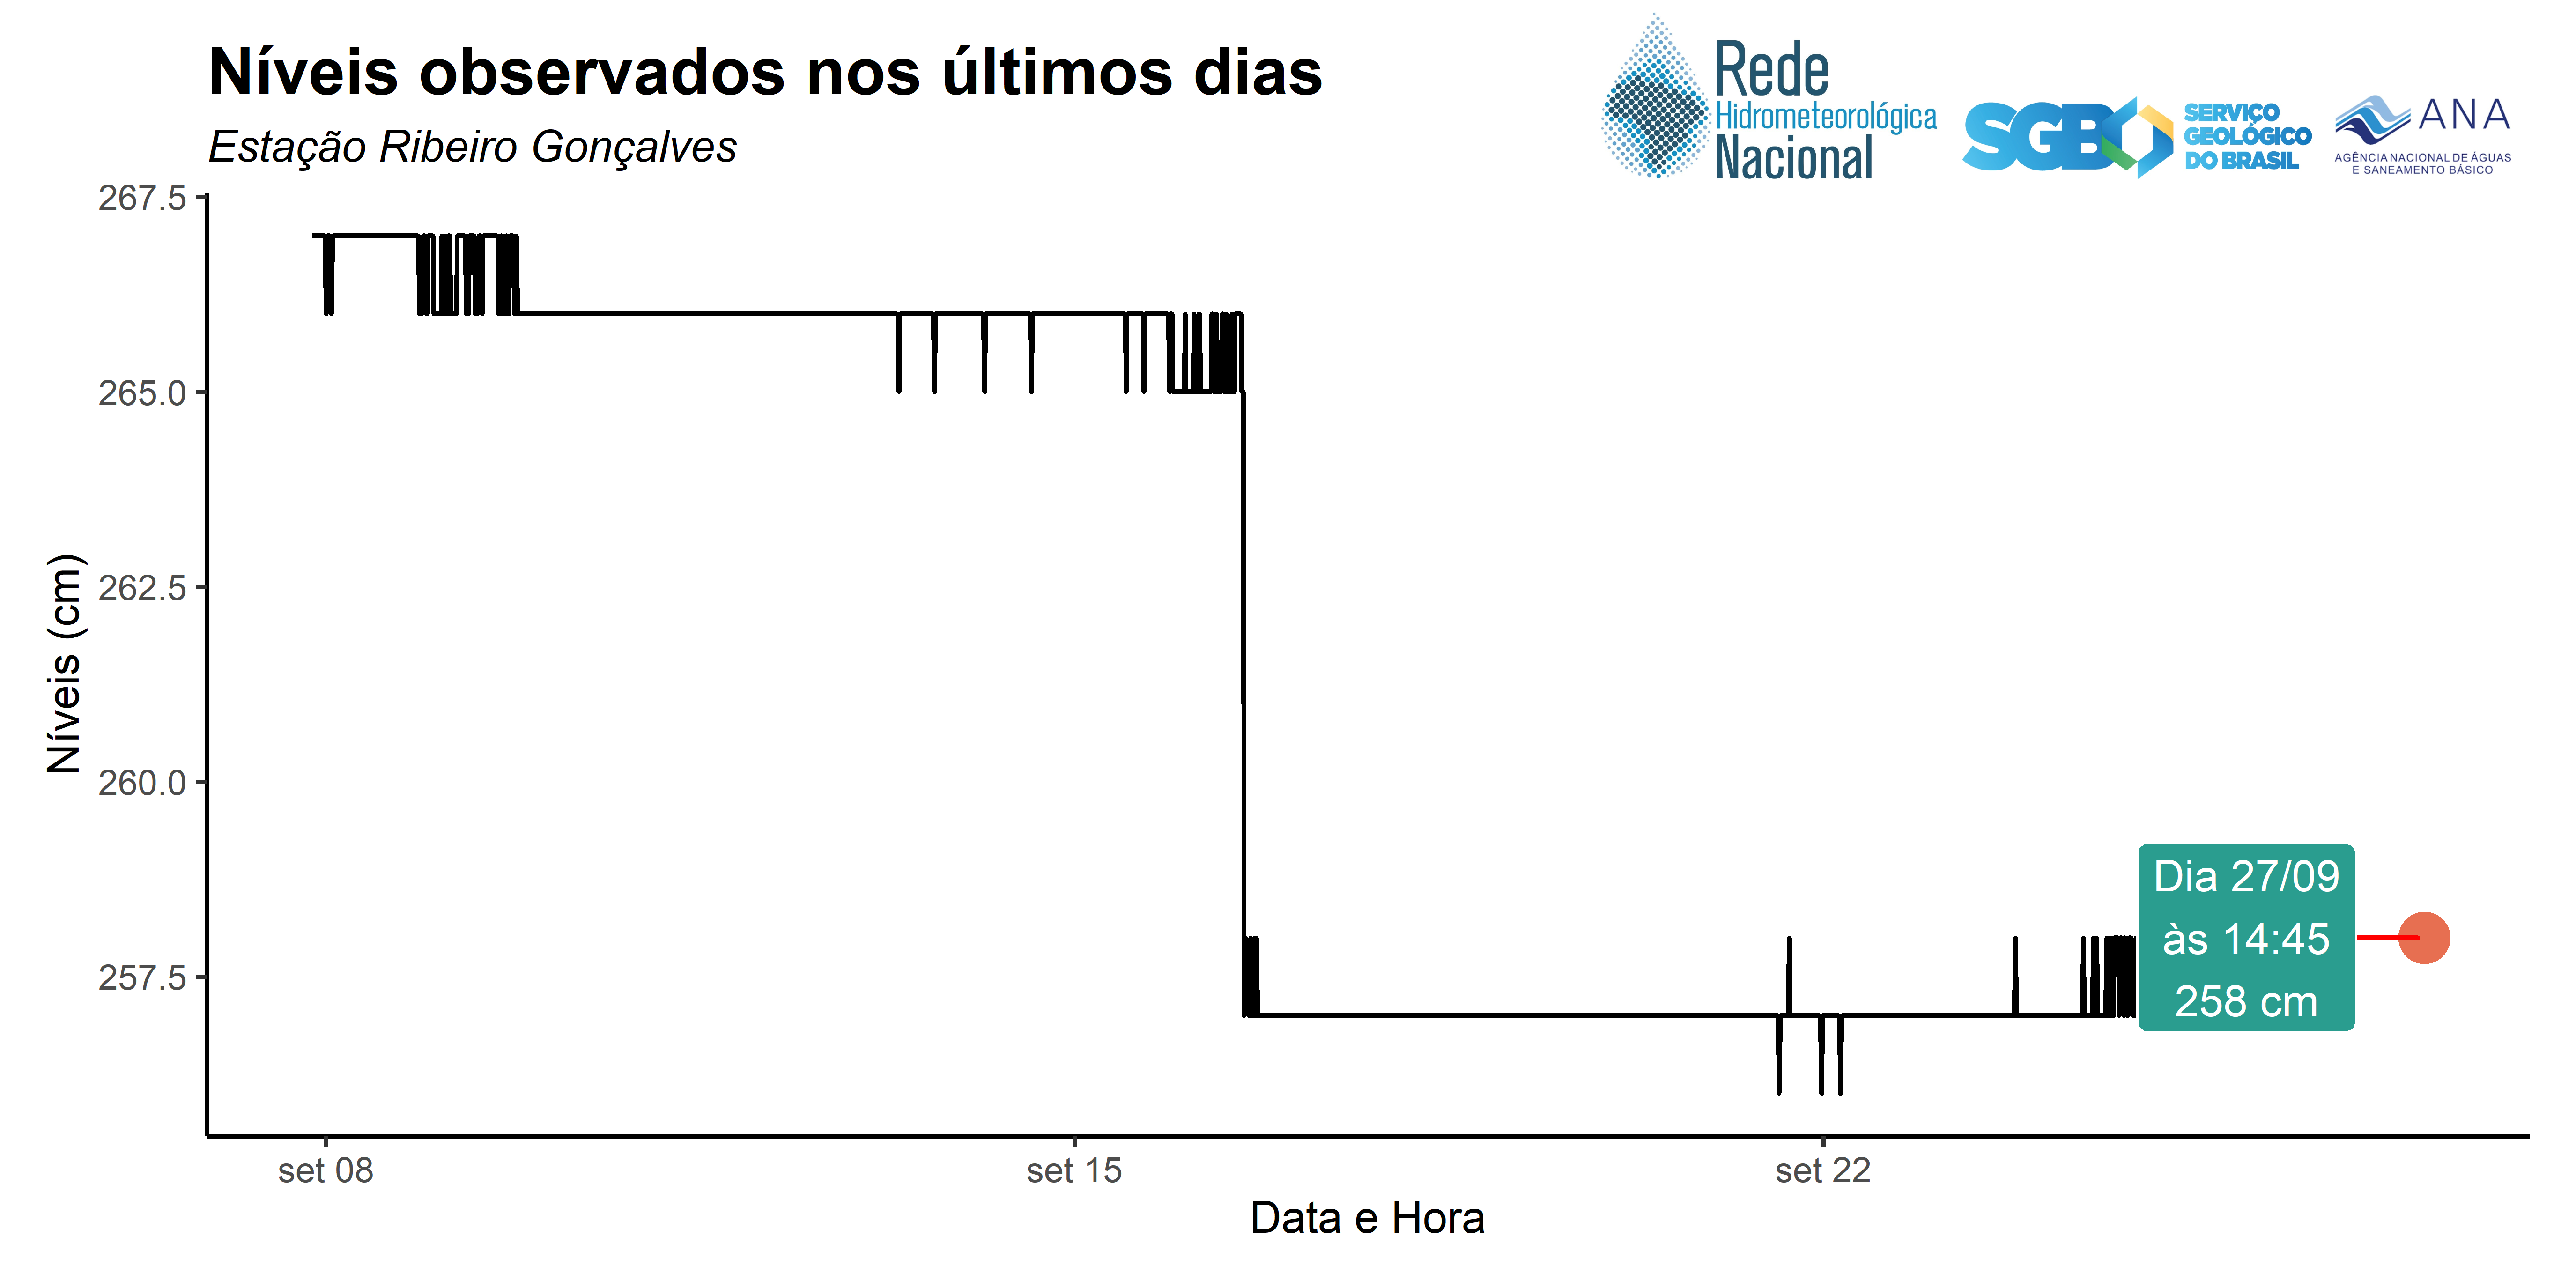 Níveis observados nos últimos dias
Estação Ribeiro Gonçalves
Rede
Hidrometeorológica
Nacional
SGB
SERVIÇO
GEOLÓGICO
DO BRASIL
ANA
AGÊNCIA NACIONAL DE ÁGUAS
E SANEAMENTO BÁSICO
Níveis (cm)
267.5
265.0
262.5
260.0
257.5
Dia 27/09
às 14:45
258 cm
set 08
set 15
set 22
Data e Hora